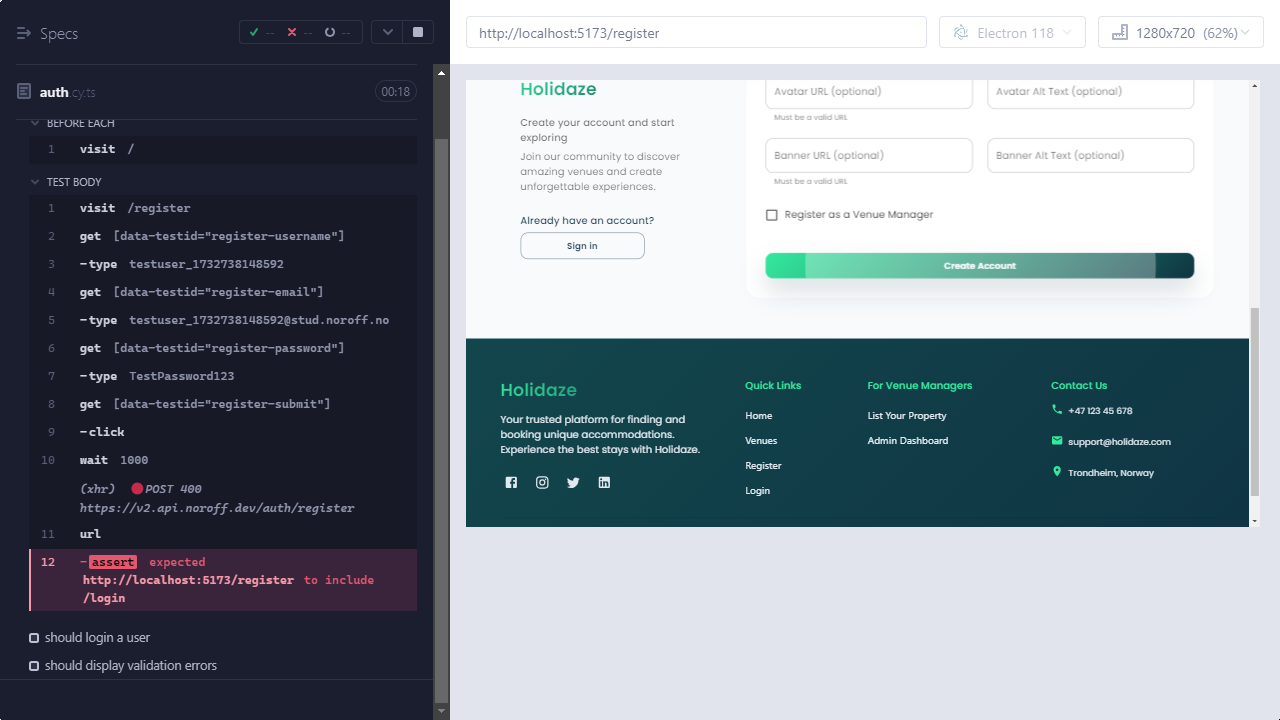 Specs
--
--
--
auth.cy.ts
00:18
BEFORE EACH
1 visit /
TEST BODY
1 visit /register
2 get [data-testid="register-username"]
3 -type testuser_1732738148592
4 get [data-testid="register-email"]
5 -type testuser_1732738148592@stud.noroff.no
6 get [data-testid="register-password"]
7 -type TestPassword123
8 get [data-testid="register-submit"]
9 -click
10 wait 1000
(xhr) POST 400
https://v2.api.noroff.dev/auth/register
11 url
12 -assert expected
http://localhost:5173/register to include
/login
should login a user
should display validation errors
http://localhost:5173/register
Electron 118
1280x720 (62%)
Holidaze
Create your account and start
exploring
Join our community to discover
amazing venues and create
unforgettable experiences.
Already have an account?
Sign in
Avatar URL (optional)
Avatar Alt Text (optional)
Must be a valid URL
Banner URL (optional)
Banner Alt Text (optional)
Must be a valid URL
Register as a Venue Manager
Create Account
Holidaze
Your trusted platform for finding and
booking unique accommodations.
Experience the best stays with Holidaze.
Quick Links
Home
Venues
Register
Login
For Venue Managers
List Your Property
Admin Dashboard
Contact Us
+47 123 45 678
support@holidaze.com
Trondheim, Norway